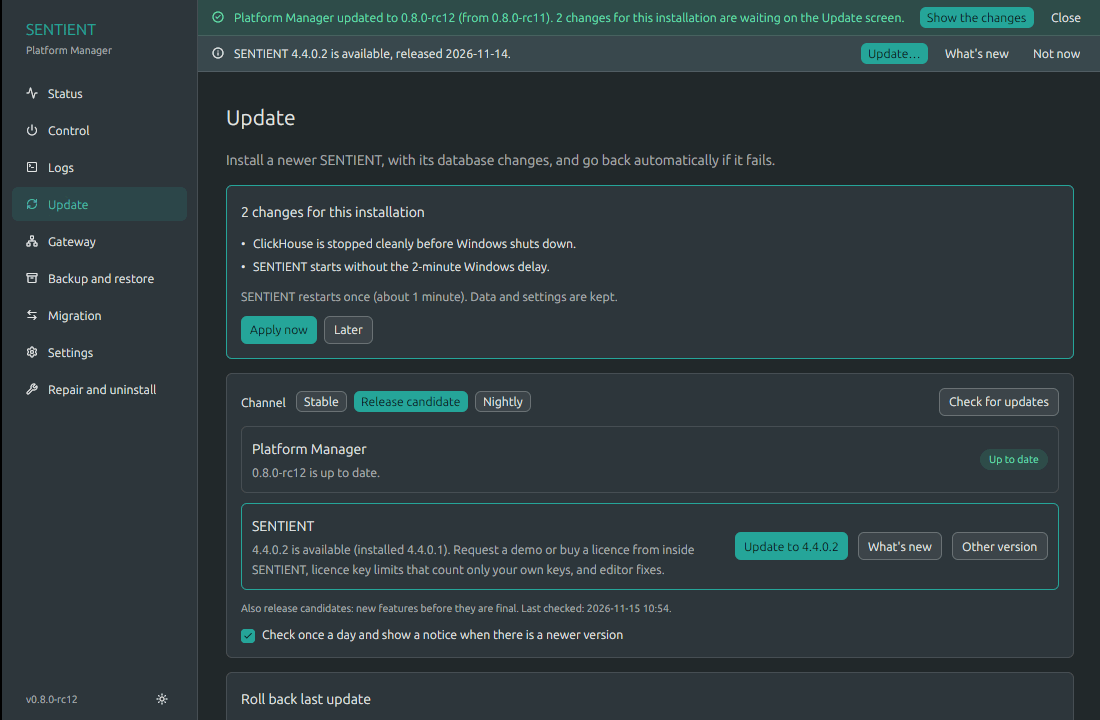 SENTIENT
Platform Manager
Status
Control
Logs
Update
Gateway
Backup and restore
Migration
Settings
Repair and uninstall
v0.8.0-rc12
Platform Manager updated to 0.8.0-rc12 (from 0.8.0-rc11). 2 changes for this installation are waiting on the Update screen.
Show the changes
Close
SENTIENT 4.4.0.2 is available, released 2026-11-14.
Update…
What's new
Not now
Update
Install a newer SENTIENT, with its database changes, and go back automatically if it fails.
2 changes for this installation
• ClickHouse is stopped cleanly before Windows shuts down.
• SENTIENT starts without the 2-minute Windows delay.
SENTIENT restarts once (about 1 minute). Data and settings are kept.
Apply now
Later
Channel
Stable
Release candidate
Nightly
Check for updates
Platform Manager
0.8.0-rc12 is up to date.
Up to date
SENTIENT
4.4.0.2 is available (installed 4.4.0.1). Request a demo or buy a licence from inside
SENTIENT, licence key limits that count only your own keys, and editor fixes.
Update to 4.4.0.2
What's new
Other version
Also release candidates: new features before they are final. Last checked: 2026-11-15 10:54.
Check once a day and show a notice when there is a newer version
Roll back last update